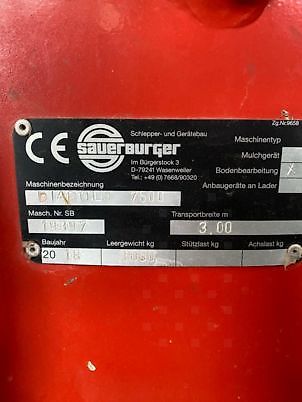 Zg.Nr.9658
CE
SAUERBURGER
Schlepper- und Gerätebau
Im Bürgerstock 3
D-79241 Wasenweiler
Tel.: +49 (0) 7668/90320
Maschinentyp
Mulchgerät
Bodenbearbeitung X
Anbaugeräte an Lader
Maschinenbezeichnung
Masch. Nr. SB
Transportbreite m
3,00
Baujahr
Leergewicht kg
Stützlast kg
Achslast kg
20 18